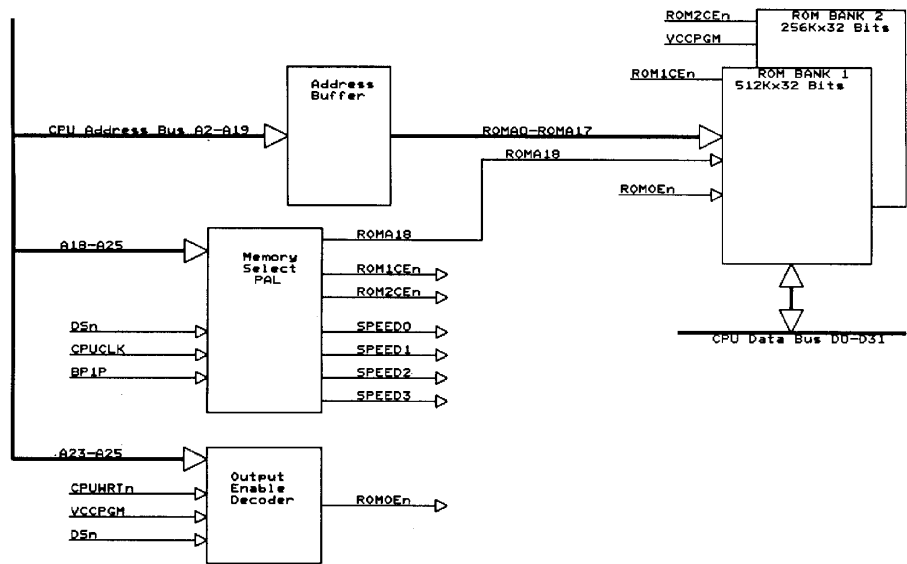 ROM2CEn
ROM BANK 2
256Kx32 Bits
VCCPGM
ROM1CEn
ROM BANK 1
512Kx32 Bits
Address
Buffer
CPU Address Bus A2-A19
ROMA0-ROMA17
ROMA18
ROMOEn
A18-A25
ROMA18
Memory
Select
PAL
ROM1CEn
ROM2CEn
DSn
SPEED0
CPU Data Bus D0-D31
CPUCLK
SPEED1
BP1P
SPEED2
SPEED3
A23-A25
Output
Enable
Decoder
CPUWRTn
ROMOEn
VCCPGM
DSn